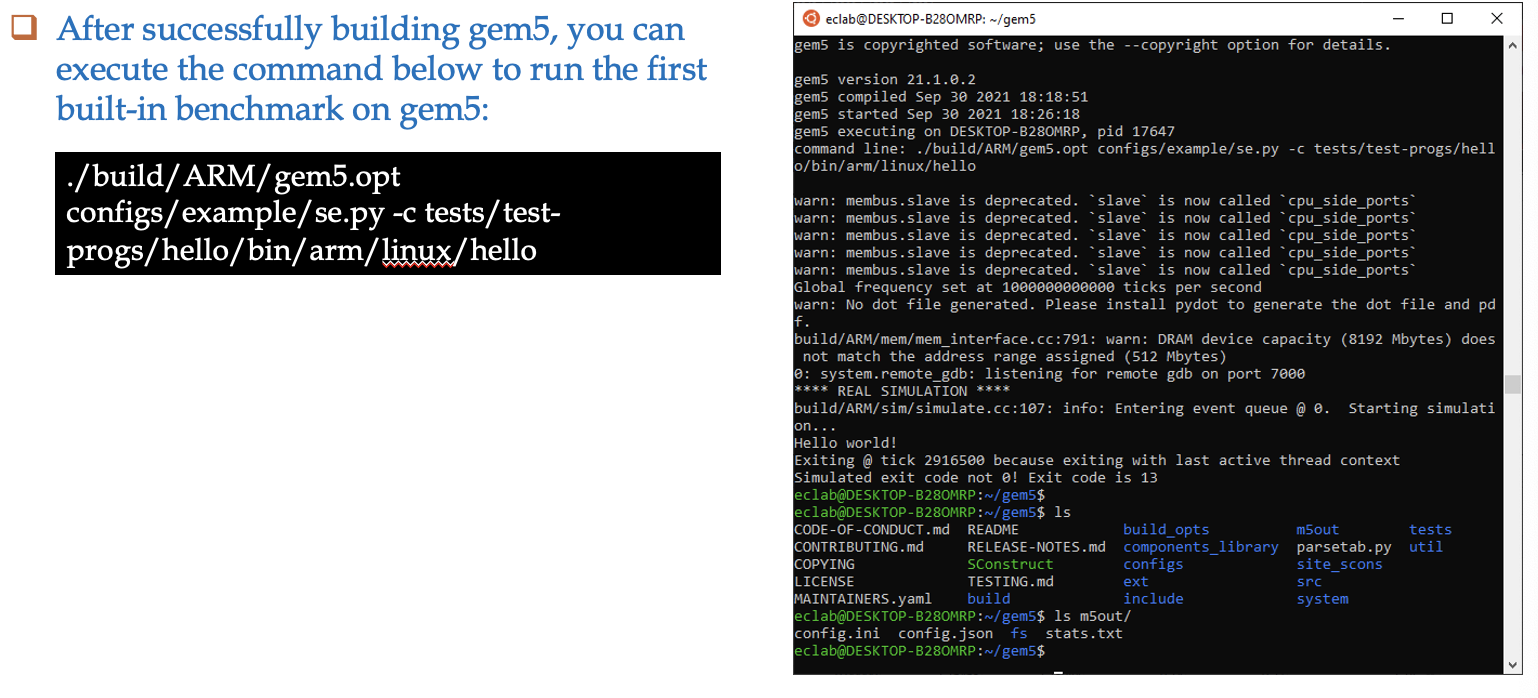 After successfully building gem5, you can
execute the command below to run the first
built-in benchmark on gem5:
./build/ARM/gem5.opt
configs/example/se.py -c tests/test-
progs/hello/bin/arm/linux/hello
eclab@DESKTOP-B28OMRP: ~/gem5
gem5 is copyrighted software; use the --copyright option for details.
gem5 version 21.1.0.2
gem5 compiled Sep 30 2021 18:18:51
gem5 started Sep 30 2021 18:26:18
gem5 executing on DESKTOP-B28OMRP, pid 17647
command line: ./build/ARM/gem5.opt configs/example/se.py -c tests/test-progs/hell
o/bin/arm/linux/hello
warn: membus.slave is deprecated. `slave` is now called `cpu_side_ports`
warn: membus.slave is deprecated. `slave` is now called `cpu_side_ports`
warn: membus.slave is deprecated. `slave` is now called `cpu_side_ports`
warn: membus.slave is deprecated. `slave` is now called `cpu_side_ports`
warn: membus.slave is deprecated. `slave` is now called `cpu_side_ports`
Global frequency set at 1000000000000 ticks per second
warn: No dot file generated. Please install pydot to generate the dot file and pd
f.
build/ARM/mem/mem_interface.cc:791: warn: DRAM device capacity (8192 Mbytes) does
 not match the address range assigned (512 Mbytes)
0: system.remote_gdb: listening for remote gdb on port 7000
**** REAL SIMULATION ****
build/ARM/sim/simulate.cc:107: info: Entering event queue @ 0.  Starting simulati
on...
Hello world!
Exiting @ tick 2916500 because exiting with last active thread context
Simulated exit code not 0! Exit code is 13
eclab@DESKTOP-B28OMRP:~/gem5$
eclab@DESKTOP-B28OMRP:~/gem5$ ls
CODE-OF-CONDUCT.md  README            build_opts          m5out        tests
CONTRIBUTING.md     RELEASE-NOTES.md  components_library  parsetab.py  util
COPYING             SConstruct        configs             site_scons
LICENSE             TESTING.md        ext                 src
MAINTAINERS.yaml    build             include             system
eclab@DESKTOP-B28OMRP:~/gem5$ ls m5out/
config.ini  config.json  fs  stats.txt
eclab@DESKTOP-B28OMRP:~/gem5$